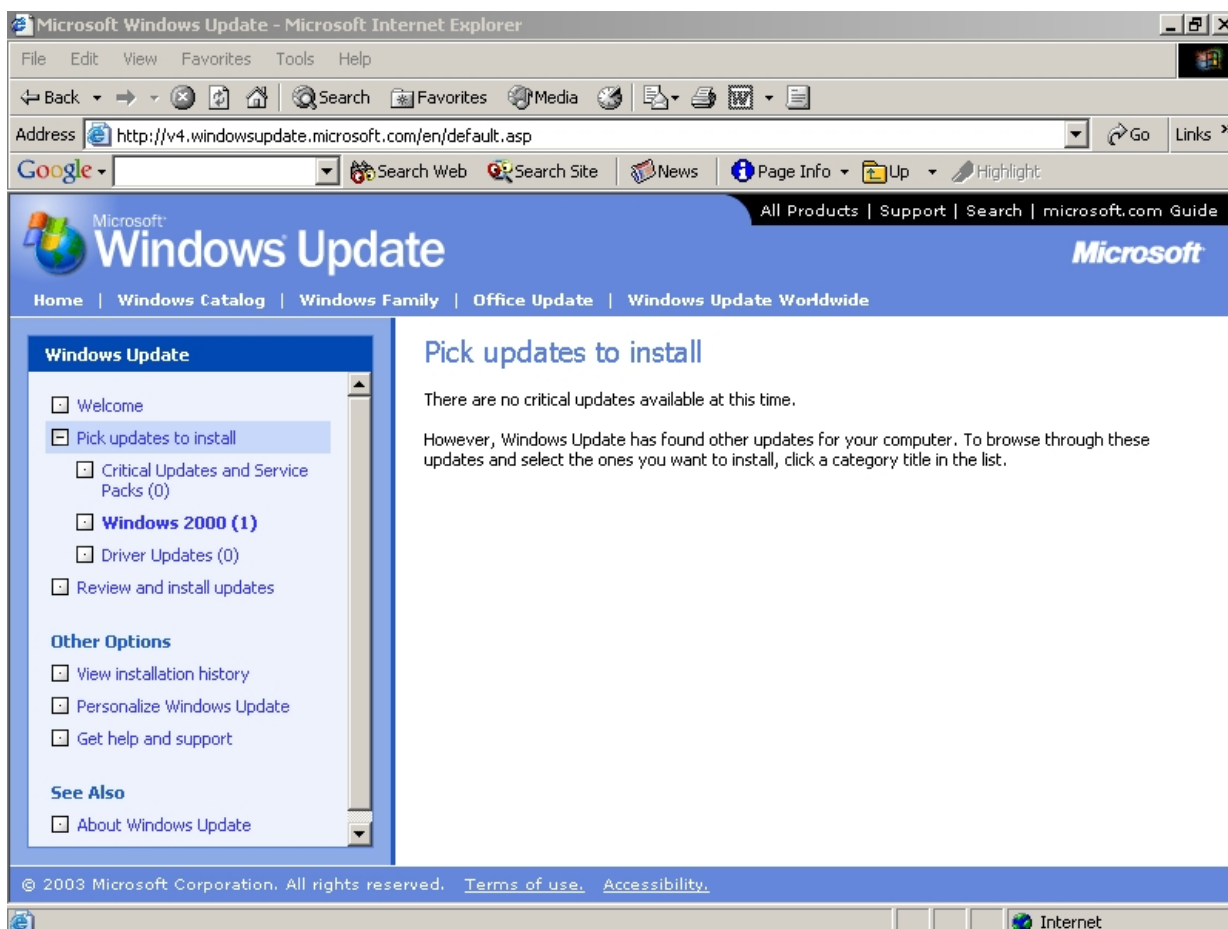 Microsoft Windows Update - Microsoft Internet Explorer
File Edit View Favorites Tools Help
Back Search Favorites Media
Address http://v4.windowsupdate.microsoft.com/en/default.asp Go Links
Google Search Web Search Site News Page Info Up Highlight
All Products | Support | Search | microsoft.com Guide
Microsoft
Windows Update
Microsoft
Home | Windows Catalog | Windows Family | Office Update | Windows Update Worldwide
Windows Update
Welcome
Pick updates to install
Critical Updates and Service
Packs (0)
Windows 2000 (1)
Driver Updates (0)
Review and install updates
Other Options
View installation history
Personalize Windows Update
Get help and support
See Also
About Windows Update
Pick updates to install
There are no critical updates available at this time.
However, Windows Update has found other updates for your computer. To browse through these
updates and select the ones you want to install, click a category title in the list.
© 2003 Microsoft Corporation. All rights reserved. Terms of use. Accessibility.
Internet